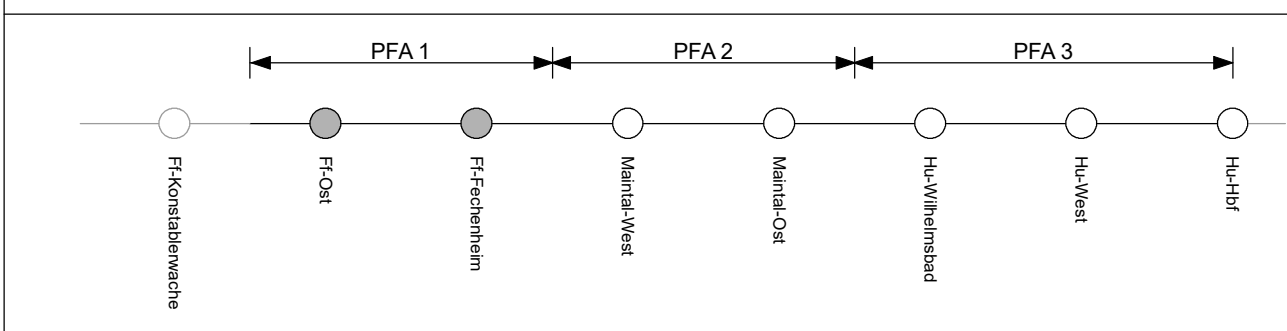 PFA 1
PFA 2
PFA 3
Ff-Konstablerwache
Ff-Ost
Ff-Fechenheim
Maintal-West
Maintal-Ost
Hu-Wilhelmsbad
Hu-West
Hu-Hbf